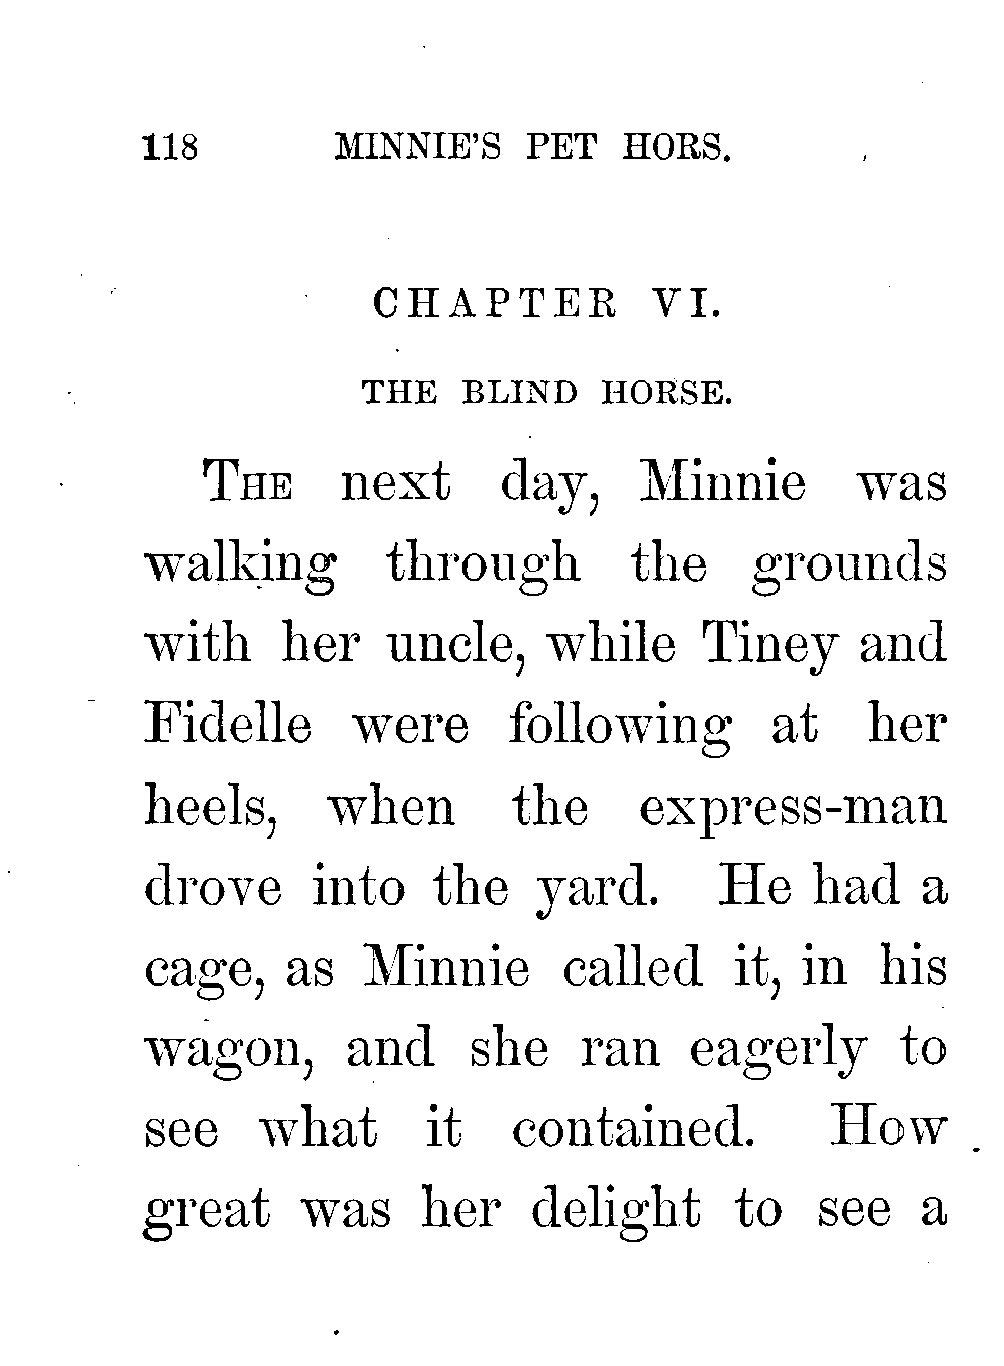 118 MINNIE'S PET HORS.
CHAPTER VI.
THE BLIND HORSE.
THE next day, Minnie was
walking through the grounds
with her uncle, while Tiney and
Fidelle were following at her
heels, when the express-man
drove into the yard. He had a
cage, as Minnie called it, in his
wagon, and she ran eagerly to
see what it contained. How
great was her delight to see a